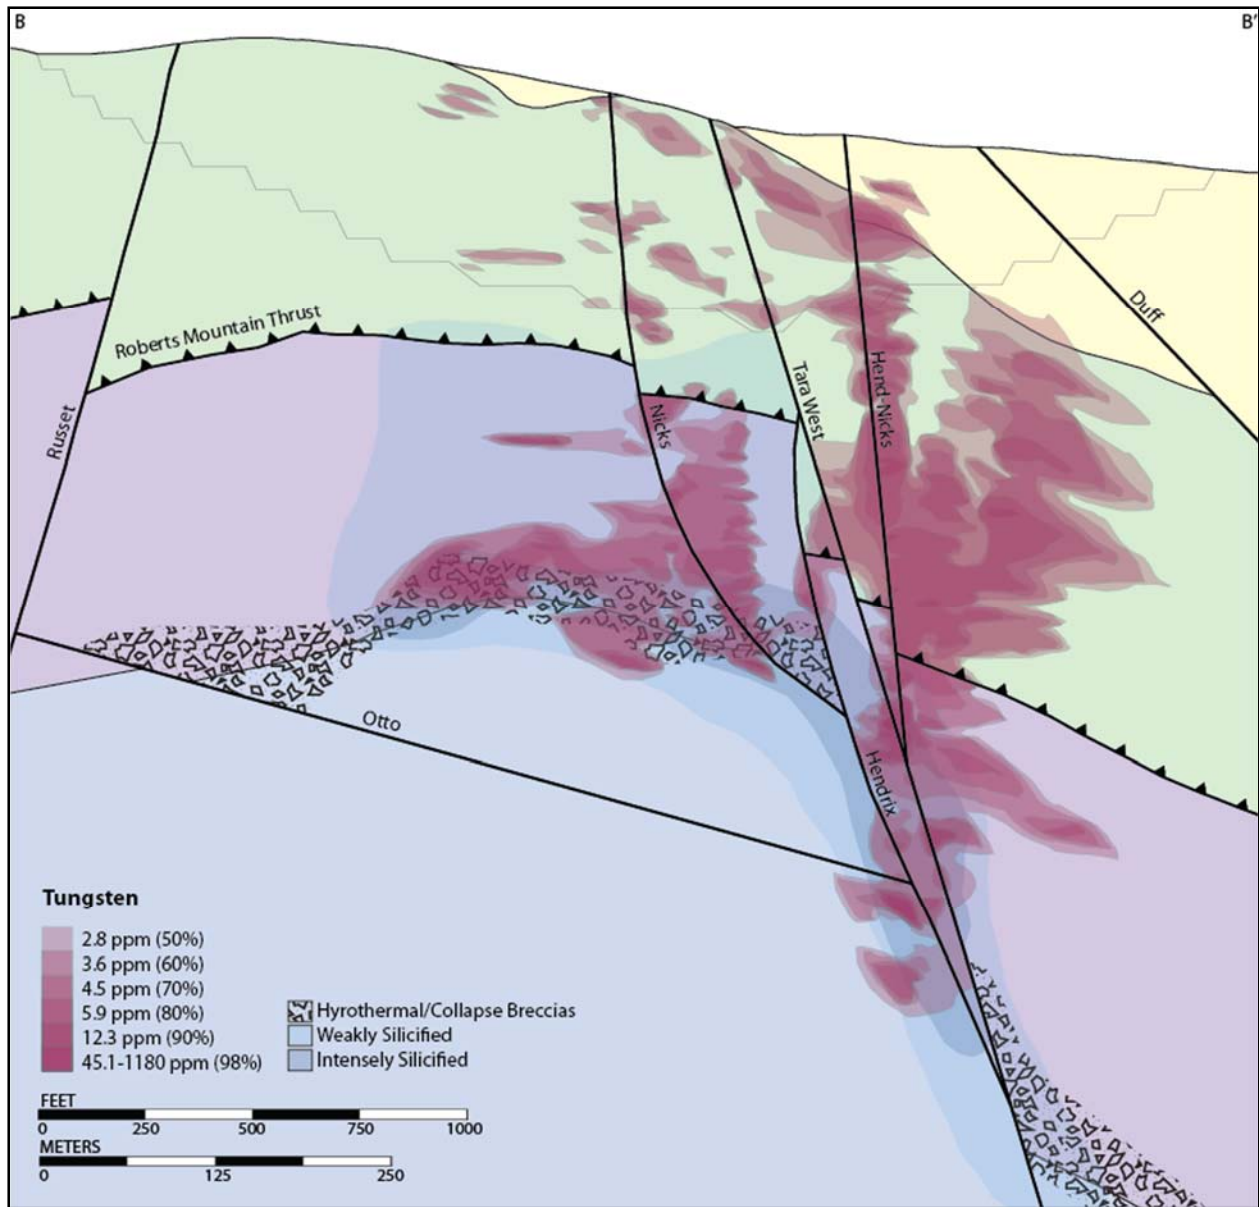 B
B'
Roberts Mountain Thrust
Russet
Nicks
Tara West
Hend-Nicks
Duff
Otto
Hendrix
Tungsten
2.8 ppm (50%)
3.6 ppm (60%)
4.5 ppm (70%)
5.9 ppm (80%)
12.3 ppm (90%)
45.1-1180 ppm (98%)
Hyrothermal/Collapse Breccias
Weakly Silicified
Intensely Silicified
FEET
0 250 500 750 1000
METERS
0 125 250